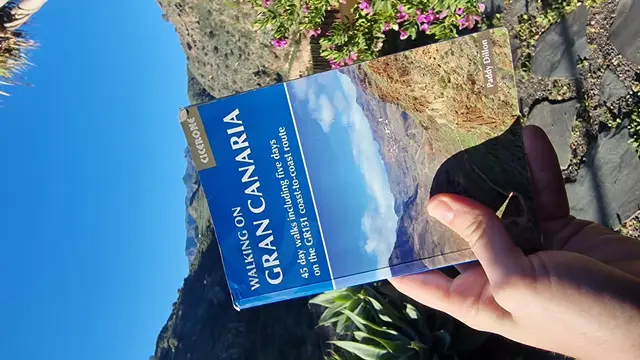 CICERONE
WALKING ON
GRAN CANARIA
45 day walks including five days
on the GR131 coast-to-coast route
Paddy Dillon